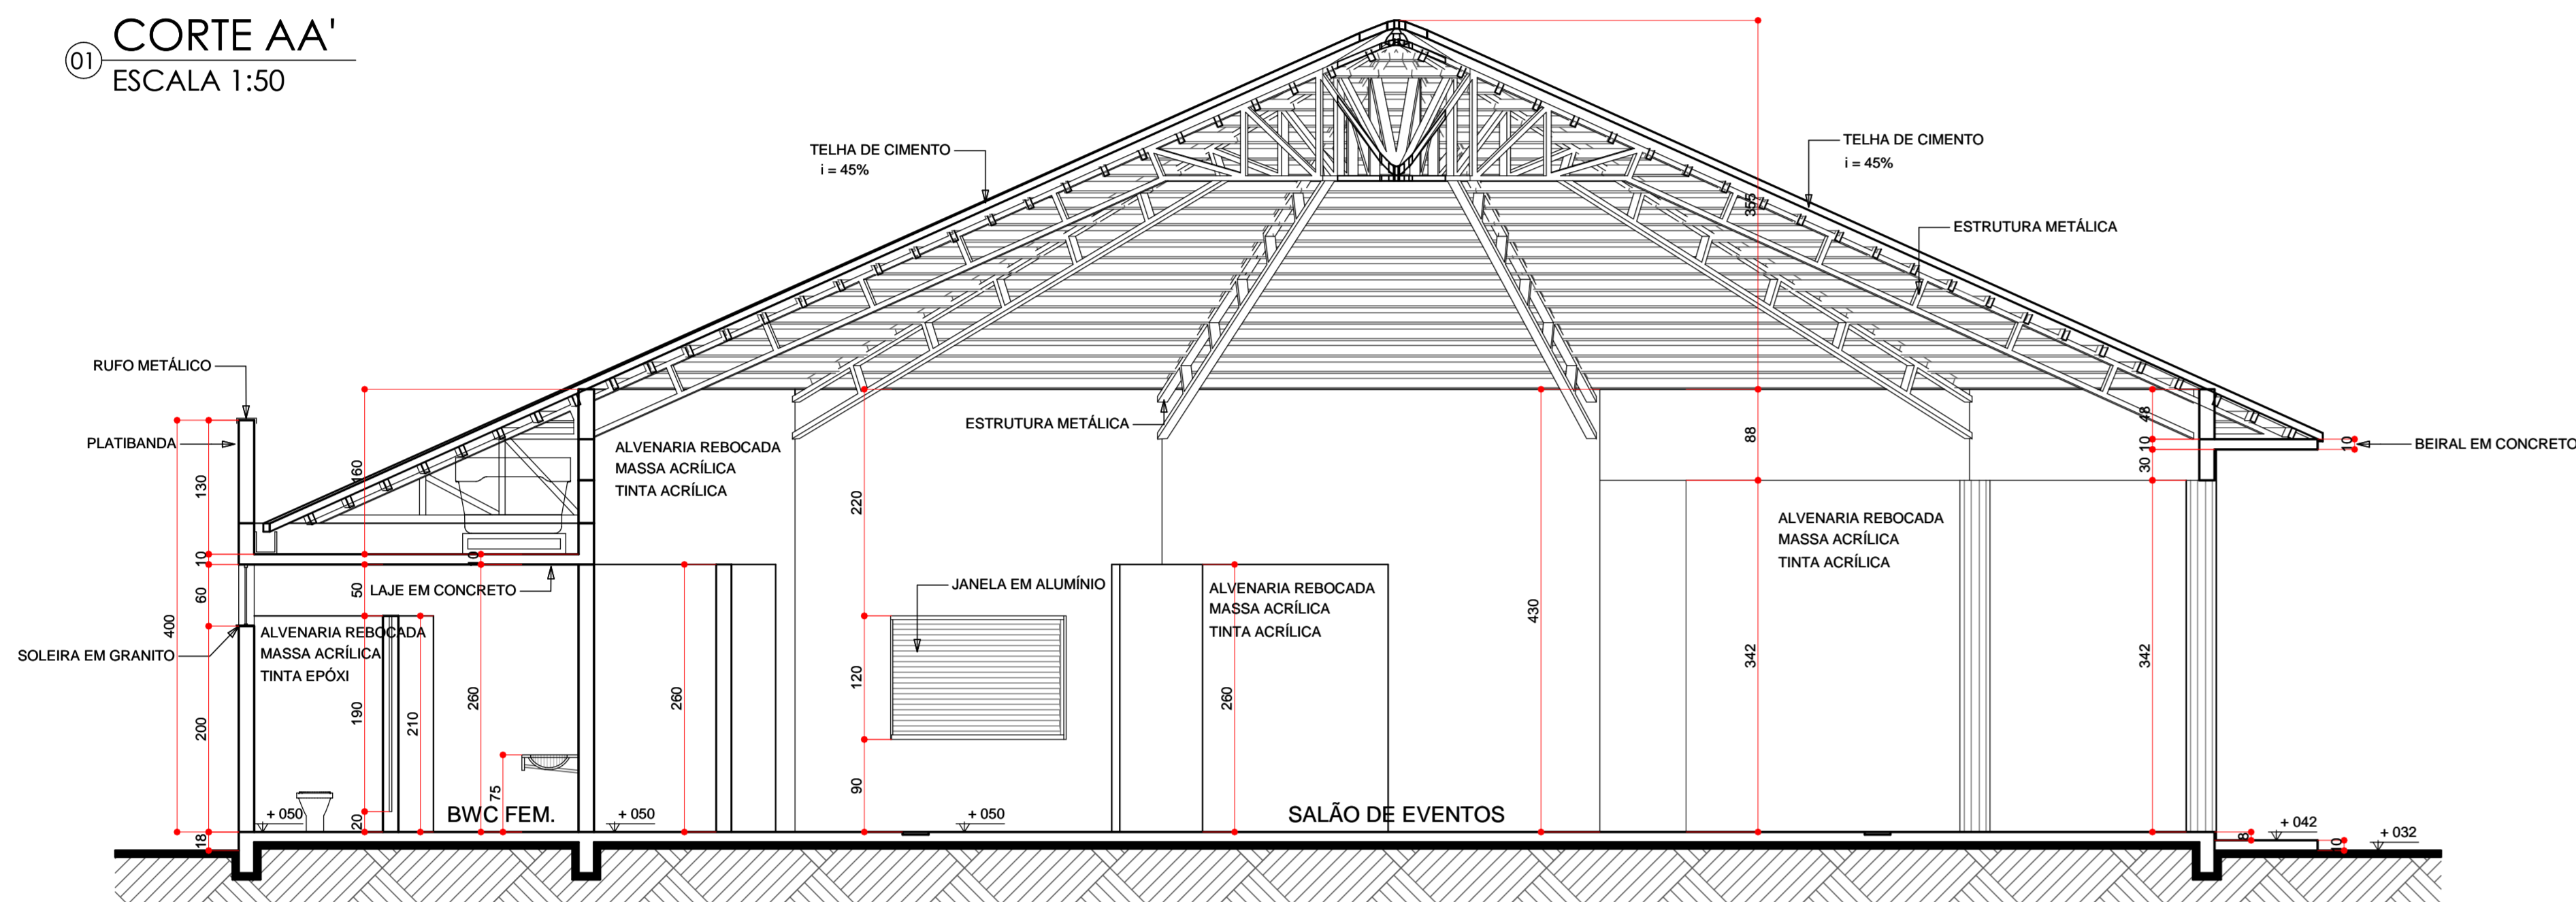 01
CORTE AA'
ESCALA 1:50
TELHA DE CIMENTO
i = 45%
TELHA DE CIMENTO
i = 45%
355
ESTRUTURA METÁLICA
RUFO METÁLICO
PLATIBANDA
ESTRUTURA METÁLICA
BEIRAL EM CONCRETO
ALVENARIA REBOCADA
MASSA ACRÍLICA
TINTA ACRÍLICA
160
130
10
60
400
200
18
220
88
48
10
30
10
ALVENARIA REBOCADA
MASSA ACRÍLICA
TINTA ACRÍLICA
10
50
LAJE EM CONCRETO
JANELA EM ALUMÍNIO
ALVENARIA REBOCADA
MASSA ACRÍLICA
TINTA ACRÍLICA
430
SOLEIRA EM GRANITO
ALVENARIA REBOCADA
MASSA ACRÍLICA
TINTA EPÓXI
190
20
210
260
75
260
120
90
260
342
342
+ 050
BWC FEM.
+ 050
+ 050
SALÃO DE EVENTOS
8
+ 042
10
+ 032